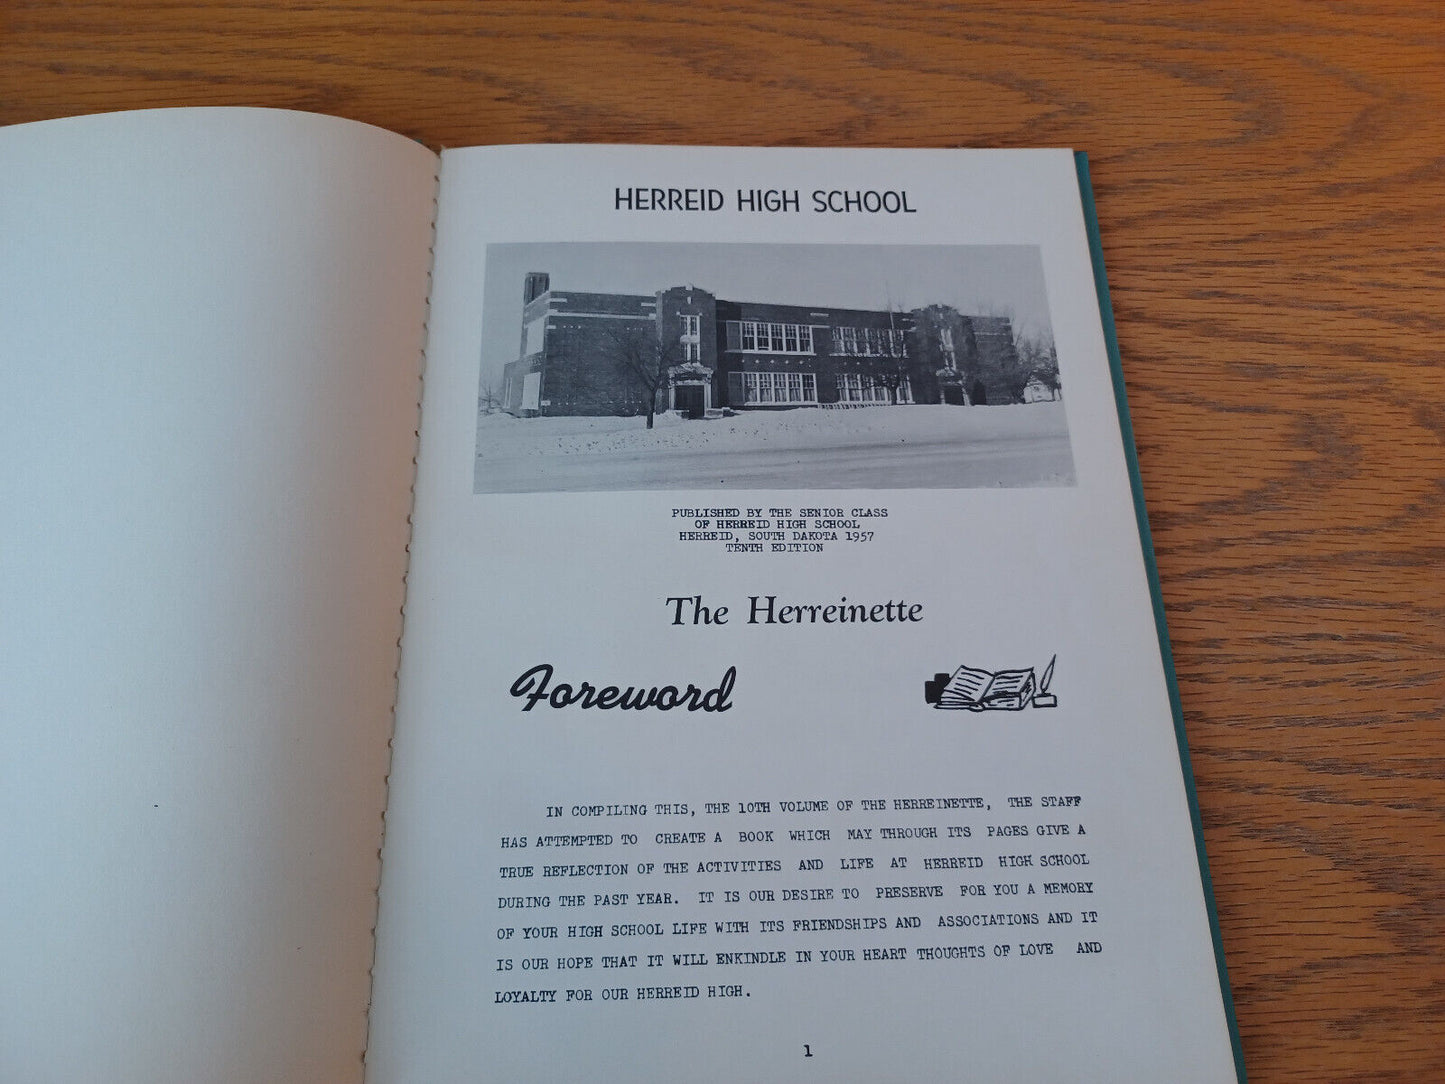 HERREID HIGH SCHOOL
PUBLISHED BY THE SENIOR CLASS
OF HERREID HIGH SCHOOL
HERREID, SOUTH DAKOTA 1957
TENTH EDITION
The Herreinette
Foreword
IN COMPILING THIS, THE 10TH VOLUME OF THE HERREINETTE, THE STAFF
HAS ATTEMPTED TO CREATE A BOOK WHICH MAY THROUGH ITS PAGES GIVE A
TRUE REFLECTION OF THE ACTIVITIES AND LIFE AT HERREID HIGH SCHOOL
DURING THE PAST YEAR. IT IS OUR DESIRE TO PRESERVE FOR YOU A MEMORY
OF YOUR HIGH SCHOOL LIFE WITH ITS FRIENDSHIPS AND ASSOCIATIONS AND IT
IS OUR HOPE THAT IT WILL ENKINDLE IN YOUR HEART THOUGHTS OF LOVE AND
LOYALTY FOR OUR HERREID HIGH.
1